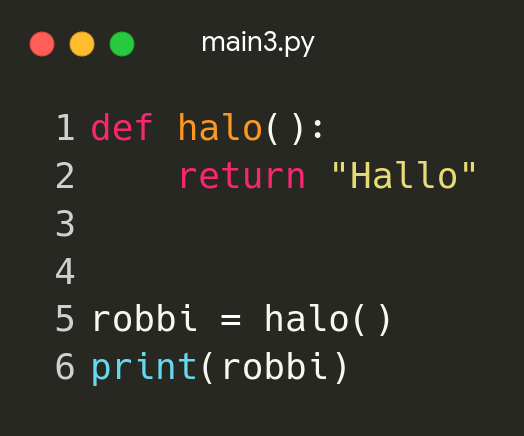 main3.py
1 def halo():
2     return "Hallo"
3
4
5 robbi = halo()
6 print(robbi)